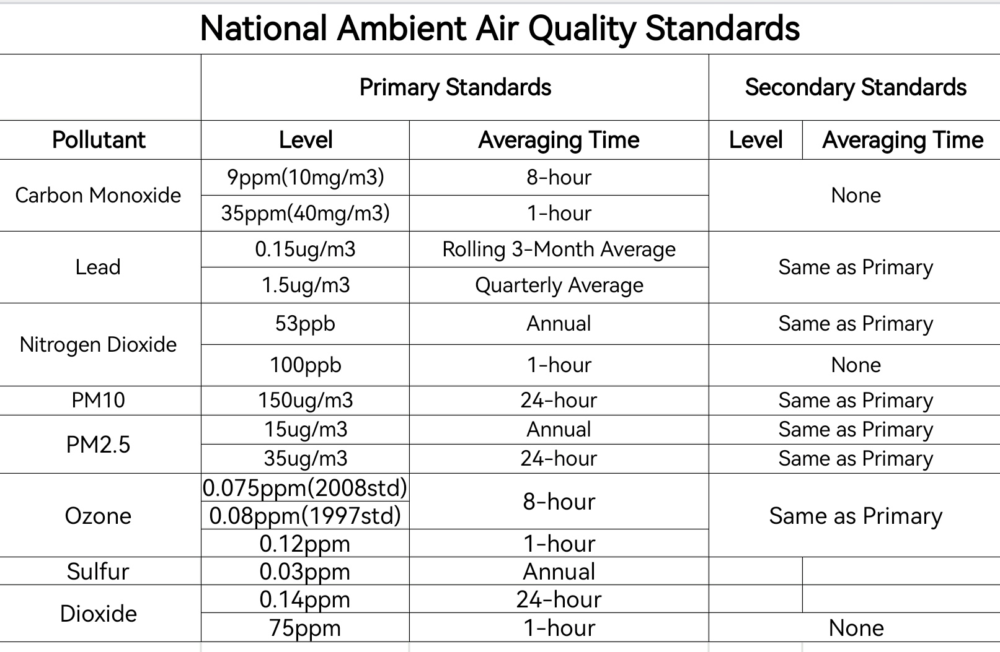 National Ambient Air Quality Standards
Primary Standards Secondary Standards
Pollutant Level Averaging Time Level Averaging Time
Carbon Monoxide 9ppm(10mg/m3) 8-hour None
35ppm(40mg/m3) 1-hour
Lead 0.15ug/m3 Rolling 3-Month Average Same as Primary
1.5ug/m3 Quarterly Average
Nitrogen Dioxide 53ppb Annual Same as Primary
100ppb 1-hour None
PM10 150ug/m3 24-hour Same as Primary
PM2.5 15ug/m3 Annual Same as Primary
35ug/m3 24-hour Same as Primary
Ozone 0.075ppm(2008std) 8-hour Same as Primary
0.08ppm(1997std)
0.12ppm 1-hour
Sulfur 0.03ppm Annual
Dioxide 0.14ppm 24-hour
75ppm 1-hour None